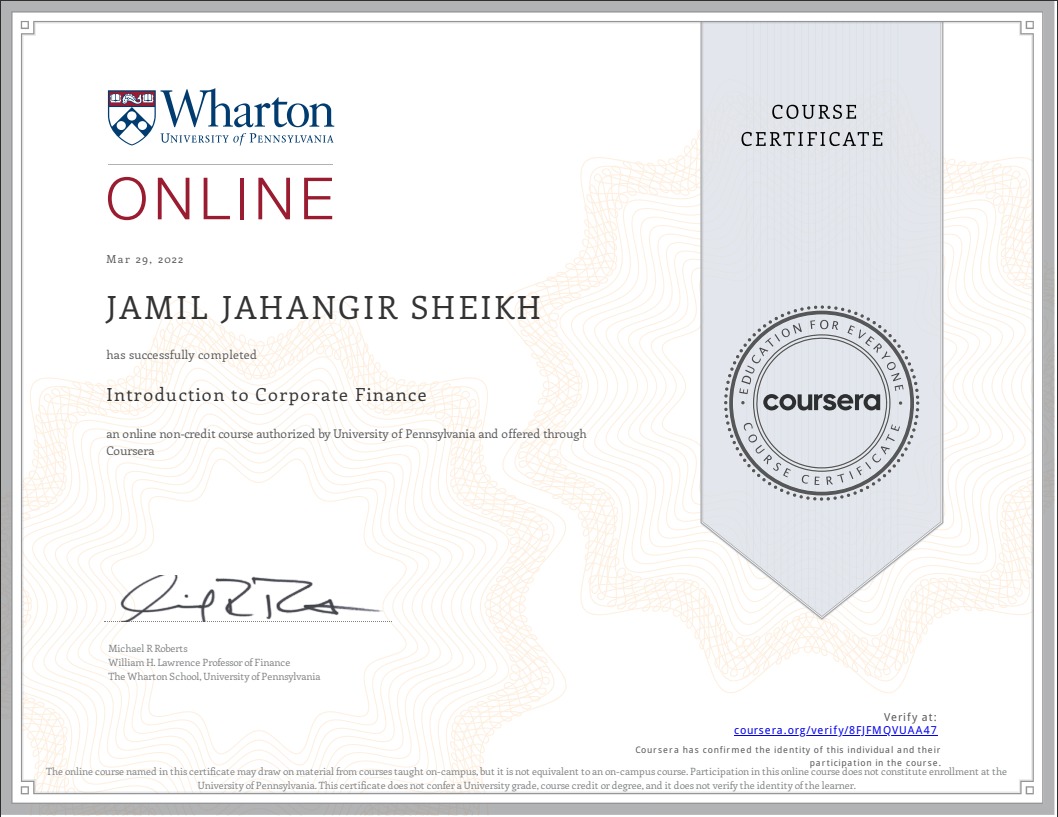 Wharton
UNIVERSITY of PENNSYLVANIA
ONLINE
Mar 29, 2022
JAMIL JAHANGIR SHEIKH
has successfully completed
Introduction to Corporate Finance
an online non-credit course authorized by University of Pennsylvania and offered through
Coursera
Michael R Roberts
William H. Lawrence Professor of Finance
The Wharton School, University of Pennsylvania
COURSE
CERTIFICATE
EDUCATION FOR EVERYONE
coursera
COURSE CERTIFICATE
Verify at:
coursera.org/verify/8FJFMQVUAA47
Coursera has confirmed the identity of this individual and their
participation in the course.
The online course named in this certificate may draw on material from courses taught on-campus, but it is not equivalent to an on-campus course. Participation in this online course does not constitute enrollment at the
University of Pennsylvania. This certificate does not confer a University grade, course credit or degree, and it does not verify the identity of the learner.